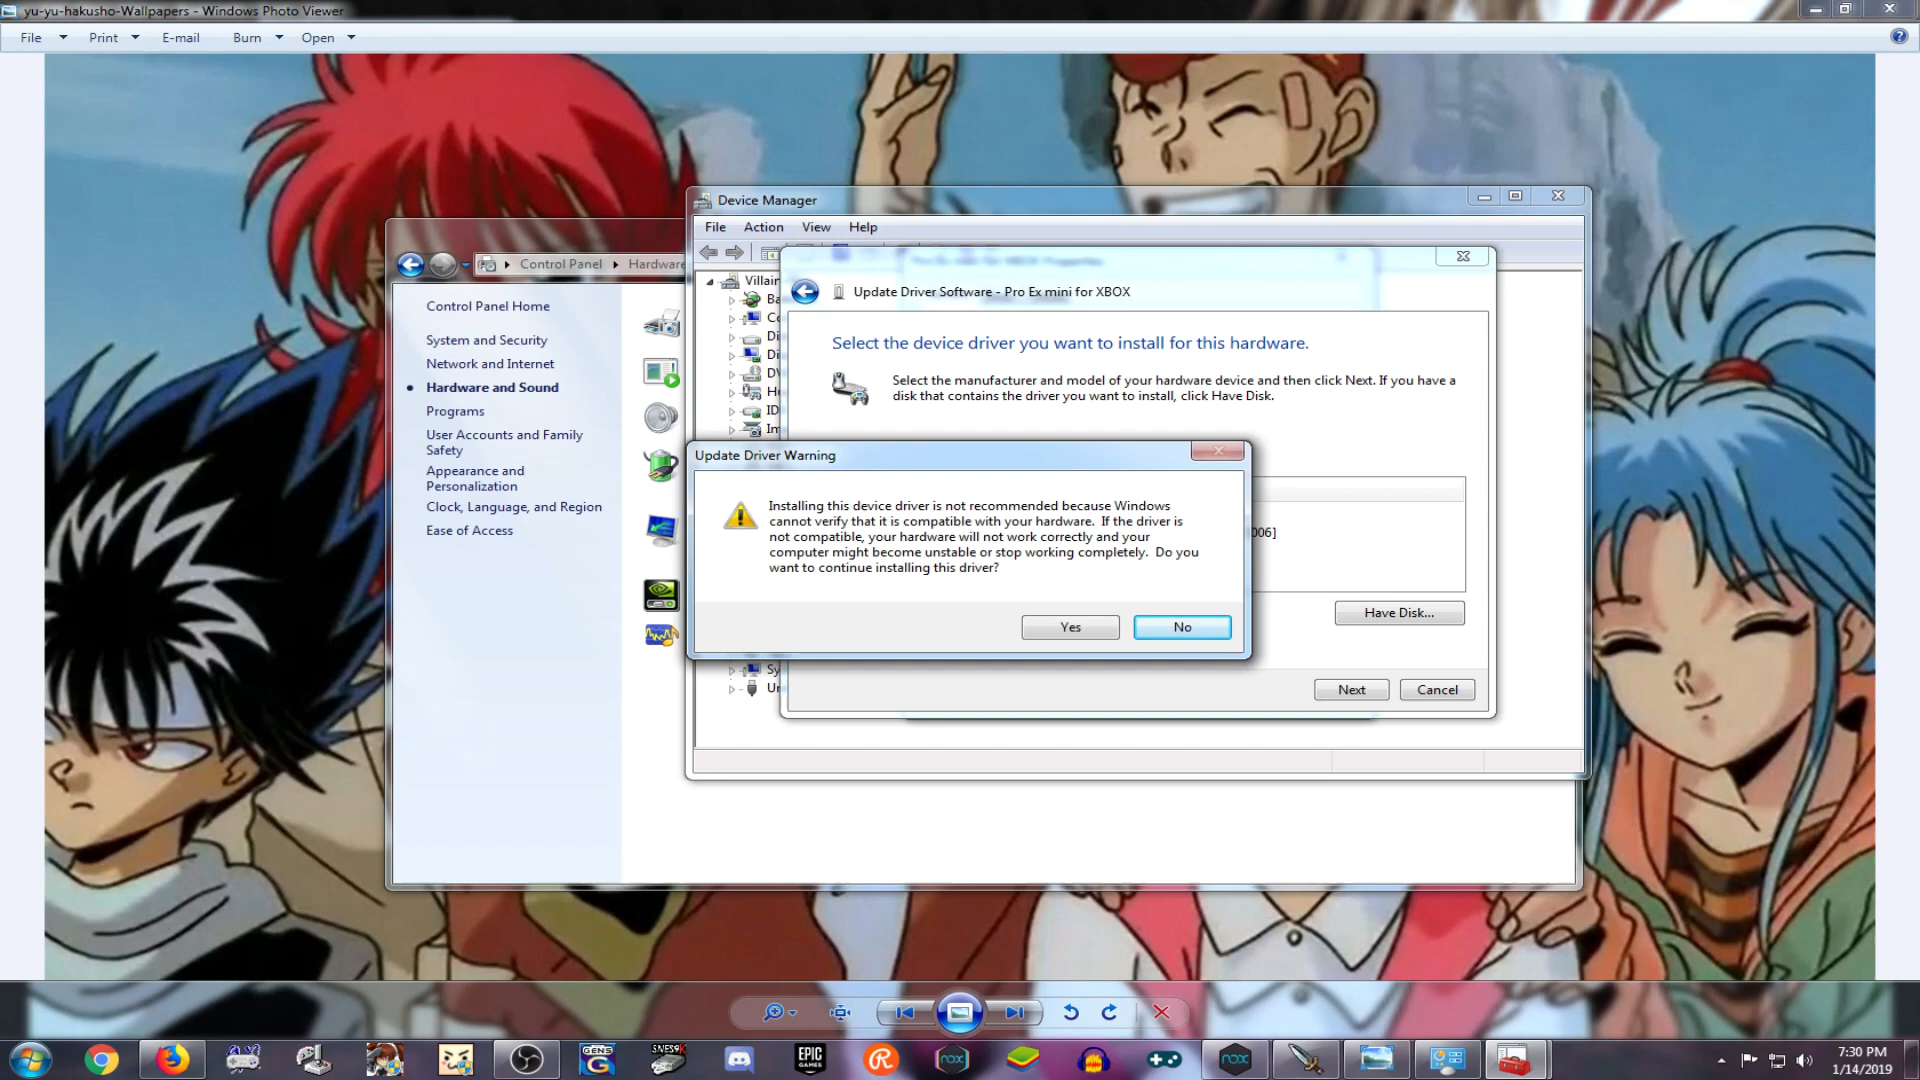 yu-yu-hakusho-Wallpapers - Windows Photo Viewer
File Print E-mail Burn Open
Device Manager
File Action View Help
Control Panel Hardware
Villain
Update Driver Software - Pro Ex mini for XBOX
Control Panel Home
System and Security
Network and Internet
Hardware and Sound
Programs
User Accounts and Family
Safety
Appearance and
Personalization
Clock, Language, and Region
Ease of Access
Select the device driver you want to install for this hardware.
Select the manufacturer and model of your hardware device and then click Next. If you have a
disk that contains the driver you want to install, click Have Disk.
Update Driver Warning
Installing this device driver is not recommended because Windows
cannot verify that it is compatible with your hardware.  If the driver is
not compatible, your hardware will not work correctly and your
computer might become unstable or stop working completely.  Do you
want to continue installing this driver?
Yes No
006]
Have Disk...
Next Cancel
GENS
SNES9X
EPIC
GAMES
nox
nox
7:30 PM
1/14/2019